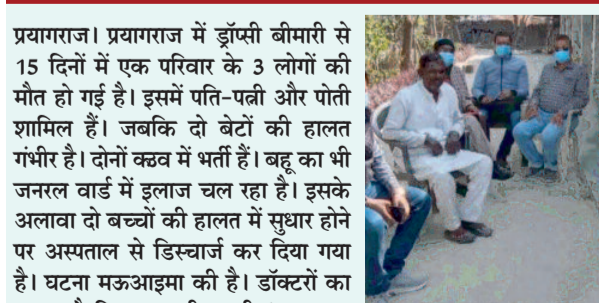 प्रयागराज। प्रयागराज में ड्रॉप्सी बीमारी से
15 दिनों में एक परिवार के 3 लोगों की
मौत हो गई है। इसमें पति-पत्नी और पोती
शामिल हैं। जबकि दो बेटों की हालत
गंभीर है। दोनों क्ठव में भर्ती हैं। बहू का भी
जनरल वार्ड में इलाज चल रहा है। इसके
अलावा दो बच्चों की हालत में सुधार होने
पर अस्पताल से डिस्चार्ज कर दिया गया
है। घटना मऊआइमा की है। डॉक्टरों का